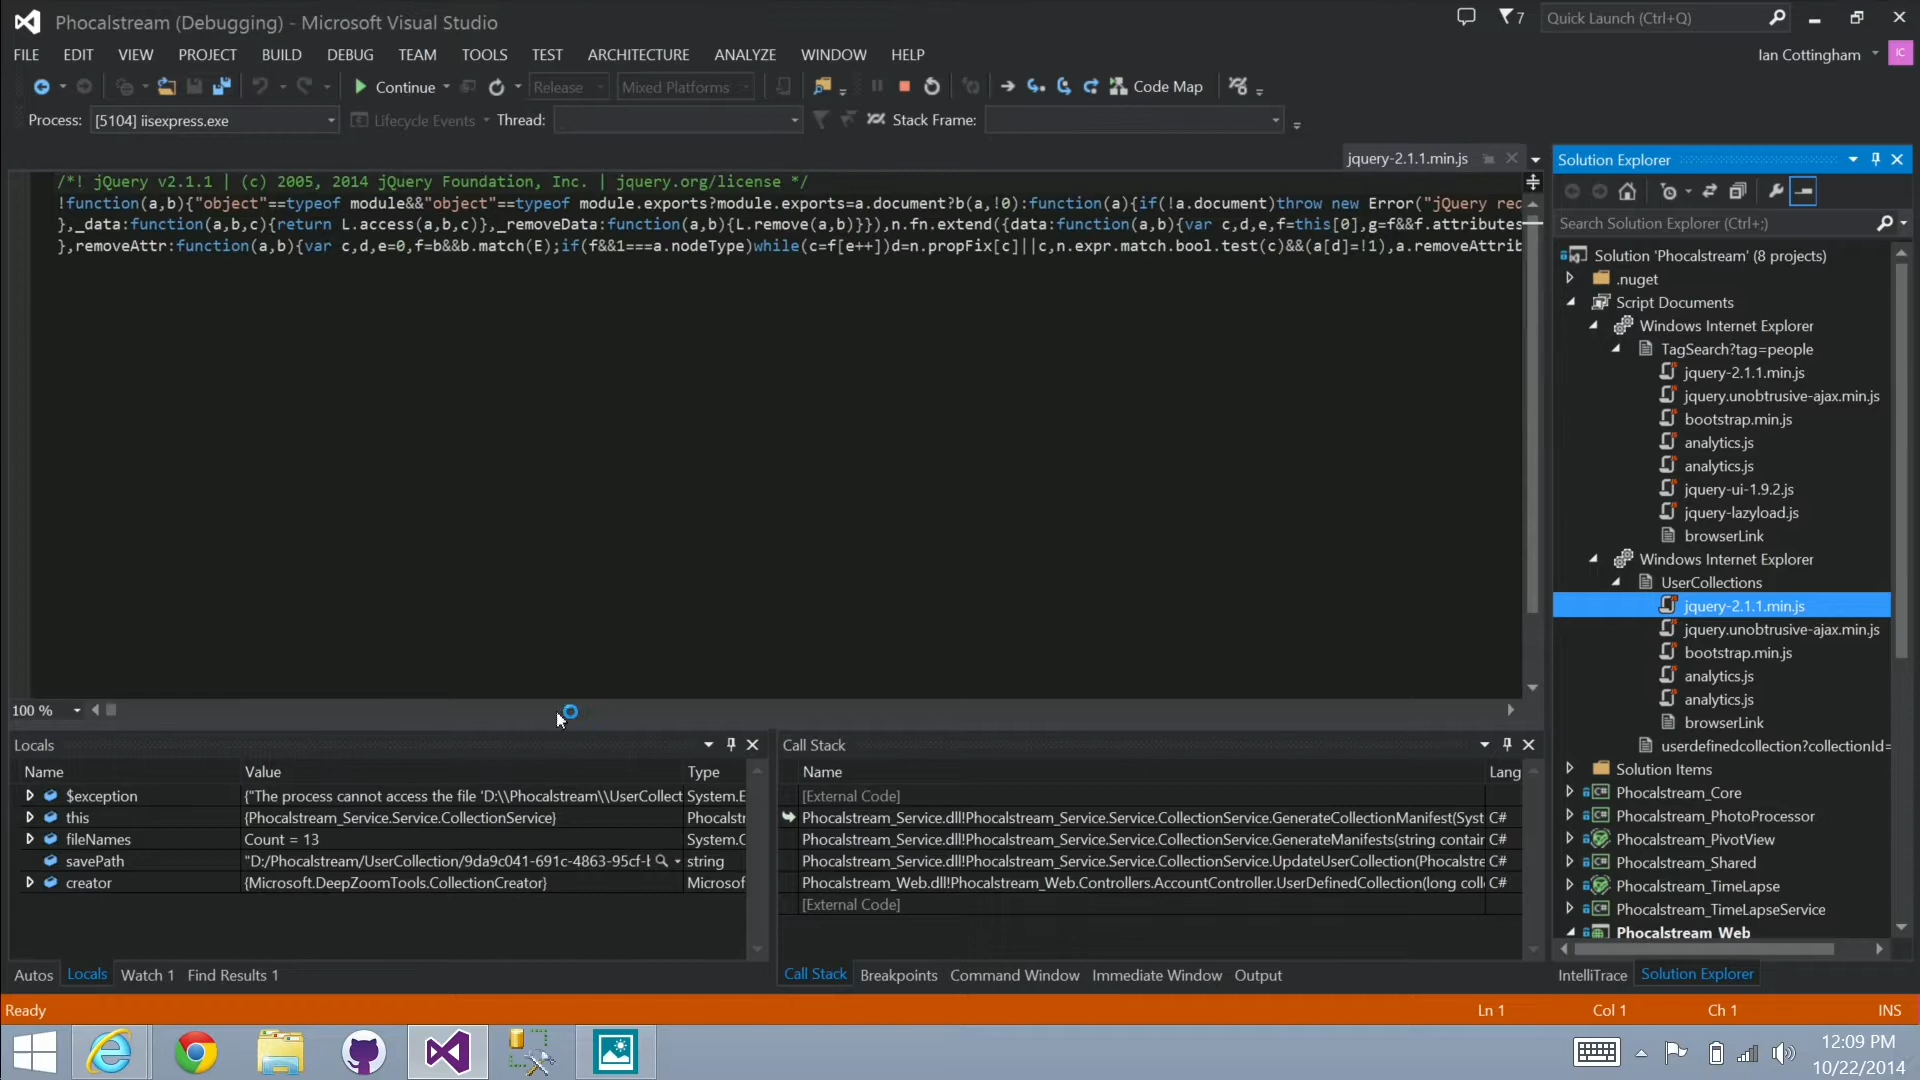 Phocalstream (Debugging) - Microsoft Visual Studio
7
Quick Launch (Ctrl+Q)
FILE EDIT VIEW PROJECT BUILD DEBUG TEAM TOOLS TEST ARCHITECTURE ANALYZE WINDOW HELP
Ian Cottingham
IC
Continue
Release
Mixed Platforms
Code Map
Process: [5104] iisexpress.exe
Lifecycle Events
Thread:
Stack Frame:
jquery-2.1.1.min.js
/*! jQuery v2.1.1 | (c) 2005, 2014 jQuery Foundation, Inc. | jquery.org/license */
!function(a,b){"object"==typeof module&&"object"==typeof module.exports?module.exports=a.document?b(a,!0):function(a){if(!a.document)throw new Error("jQuery req
},_data:function(a,b,c){return L.access(a,b,c)},_removeData:function(a,b){L.remove(a,b)}}),n.fn.extend({data:function(a,b){var c,d,e,f=this[0],g=f&&f.attributes
},removeAttr:function(a,b){var c,d,e=0,f=b&&b.match(E);if(f&&1===a.nodeType)while(c=f[e++])d=n.propFix[c]||c,n.expr.match.bool.test(c)&&(a[d]=!1),a.removeAttrib
100 %
Solution Explorer
Search Solution Explorer (Ctrl+;)
Solution 'Phocalstream' (8 projects)
.nuget
Script Documents
Windows Internet Explorer
TagSearch?tag=people
jquery-2.1.1.min.js
jquery.unobtrusive-ajax.min.js
bootstrap.min.js
analytics.js
analytics.js
jquery-ui-1.9.2.js
jquery-lazyload.js
browserLink
Windows Internet Explorer
UserCollections
jquery-2.1.1.min.js
jquery.unobtrusive-ajax.min.js
bootstrap.min.js
analytics.js
analytics.js
browserLink
userdefinedcollection?collectionId=
Solution Items
Phocalstream_Core
Phocalstream_PhotoProcessor
Phocalstream_PivotView
Phocalstream_Shared
Phocalstream_TimeLapse
Phocalstream_TimeLapseService
Phocalstream_Web
IntelliTrace Solution Explorer
Locals
Name Value Type
$exception {"The process cannot access the file 'D:\\Phocalstream\\UserCollect System.E
this {Phocalstream_Service.Service.CollectionService} Phocalstr
fileNames Count = 13 System.C
savePath "D:/Phocalstream/UserCollection/9da9c041-691c-4863-95cf-b string
creator {Microsoft.DeepZoomTools.CollectionCreator} Microsof
Autos Locals Watch 1 Find Results 1
Call Stack
Name Lang
[External Code]
Phocalstream_Service.dll!Phocalstream_Service.Service.CollectionService.GenerateCollectionManifest(Syst C#
Phocalstream_Service.dll!Phocalstream_Service.Service.CollectionService.GenerateManifests(string contain C#
Phocalstream_Service.dll!Phocalstream_Service.Service.CollectionService.UpdateUserCollection(Phocalstre C#
Phocalstream_Web.dll!Phocalstream_Web.Controllers.AccountController.UserDefinedCollection(long coll C#
[External Code]
Call Stack Breakpoints Command Window Immediate Window Output
Ready
Ln 1
Col 1
Ch 1
INS
12:09 PM
10/22/2014